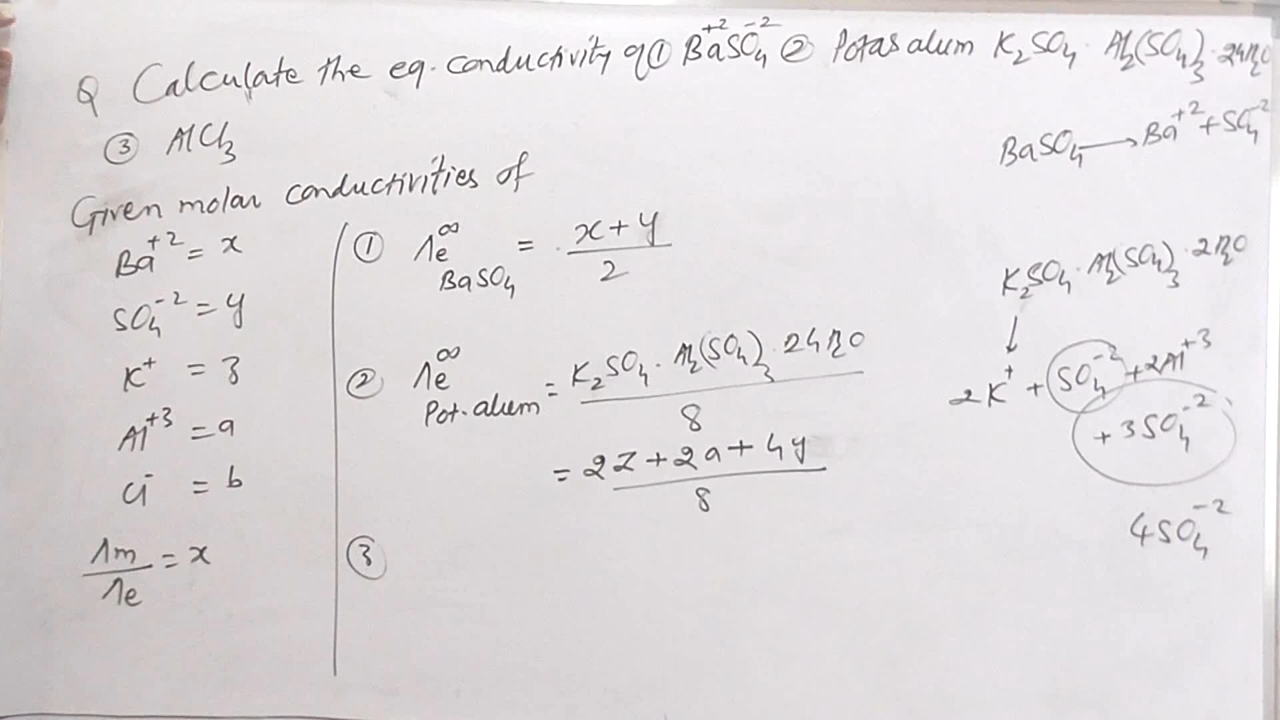 Q Calculate the eq. conductivity of ① Ba⁺²SO₄⁻² ② Potas alum K₂SO₄. Al₂(SO₄)₃. 24H₂O
③ AlCl₃
BaSO₄ → Ba⁺² + SO₄⁻²
Given molar conductivities of
Ba⁺² = x
SO₄⁻² = y
K⁺ = z
Al⁺³ = a
Cl⁻ = b
Λm / Λe = x
① Λe^∞ BaSO₄ = x + y / 2
② Λe^∞ Pot. alum = K₂SO₄. Al₂(SO₄)₃. 24H₂O / 8
= 2z + 2a + 4y / 8
③
K₂SO₄. Al₂(SO₄)₃. 2H₂O
↓
2K⁺ + SO₄⁻² + 2Al⁺³
+ 3SO₄⁻²
4SO₄⁻²